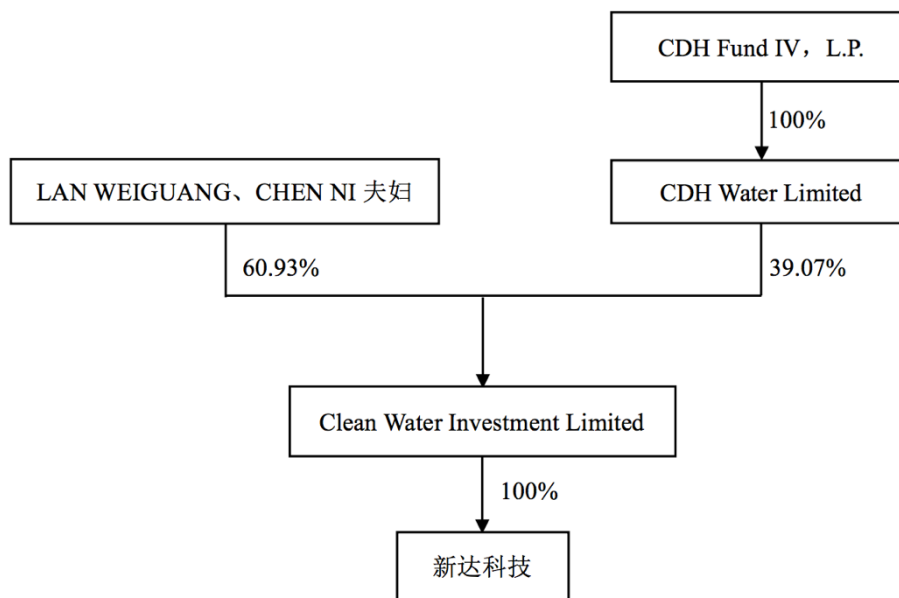 CDH Fund IV，L.P.
100%
LAN WEIGUANG、CHEN NI 夫妇
CDH Water Limited
60.93%
39.07%
Clean Water Investment Limited
100%
新达科技